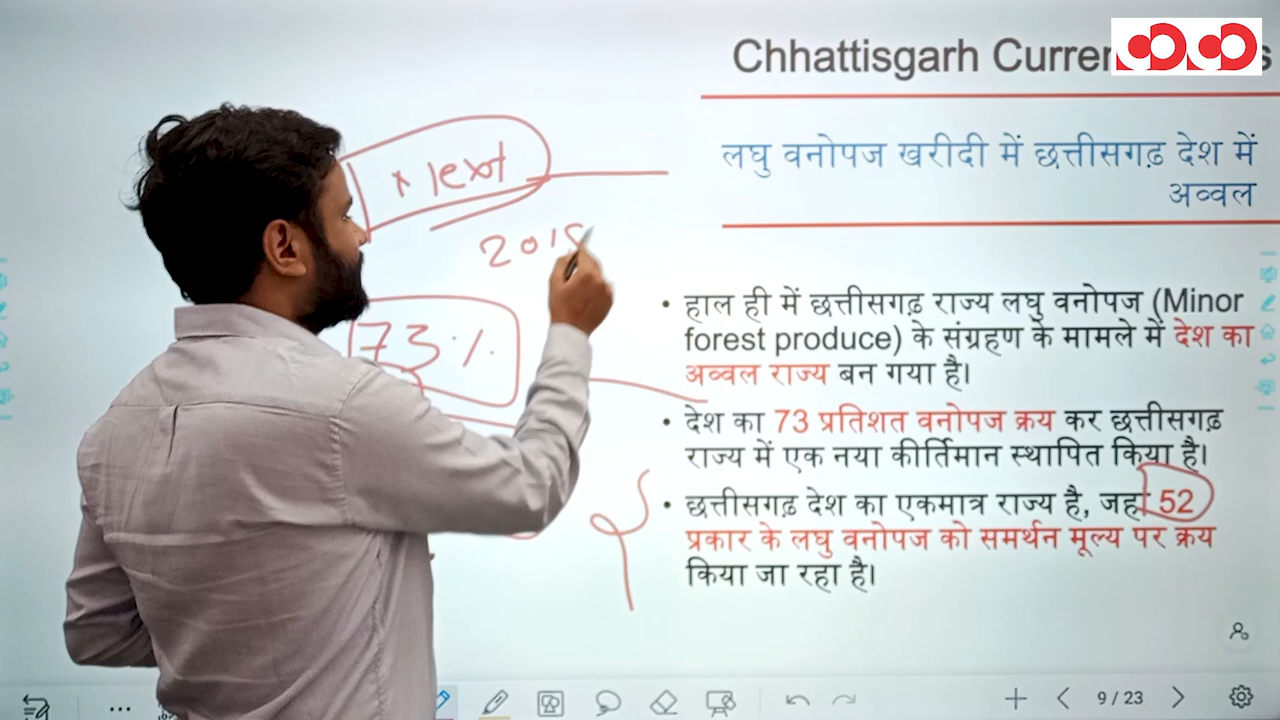 Chhattisgarh Curren
लघु वनोपज खरीदी में छत्तीसगढ़ देश में
अव्वल
• हाल ही में छत्तीसगढ़ राज्य लघु वनोपज (Minor
forest produce) के संग्रहण के मामले में देश का
अव्वल राज्य बन गया है।
• देश का 73 प्रतिशत वनोपज क्रय कर छत्तीसगढ़
राज्य में एक नया कीर्तिमान स्थापित किया है।
• छत्तीसगढ़ देश का एकमात्र राज्य है, जहां 52
प्रकार के लघु वनोपज को समर्थन मूल्य पर क्रय
किया जा रहा है।
73%
9 / 23